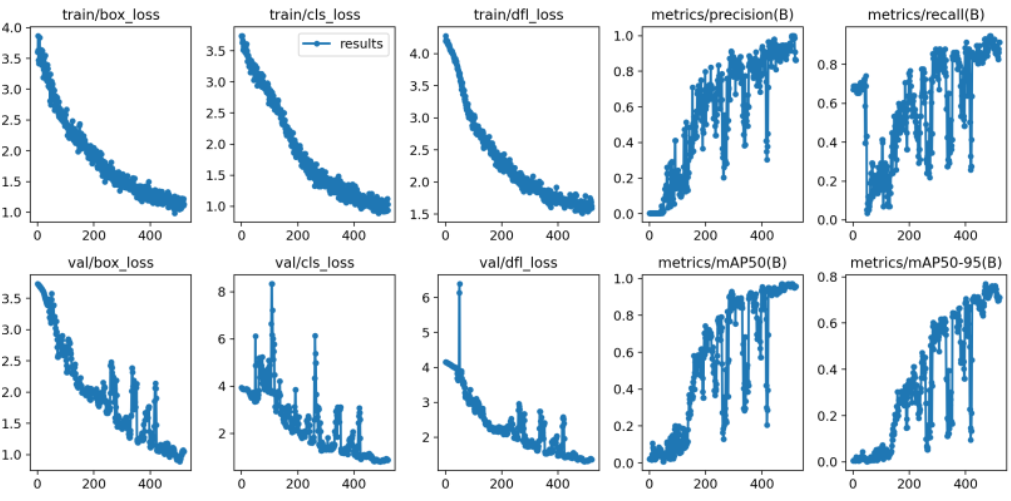 train/box_loss
train/cls_loss
train/dfl_loss
metrics/precision(B)
metrics/recall(B)
4.0
3.5
3.0
2.5
2.0
1.5
1.0
0 200 400
results
3.5
3.0
2.5
2.0
1.5
1.0
0 200 400
4.0
3.5
3.0
2.5
2.0
1.5
0 200 400
1.0
0.8
0.6
0.4
0.2
0.0
0 200 400
0.8
0.6
0.4
0.2
0.0
0 200 400
val/box_loss
val/cls_loss
val/dfl_loss
metrics/mAP50(B)
metrics/mAP50-95(B)
3.5
3.0
2.5
2.0
1.5
1.0
0 200 400
8
6
4
2
0 200 400
6
5
4
3
2
0 200 400
1.0
0.8
0.6
0.4
0.2
0.0
0 200 400
0.8
0.6
0.4
0.2
0.0
0 200 400